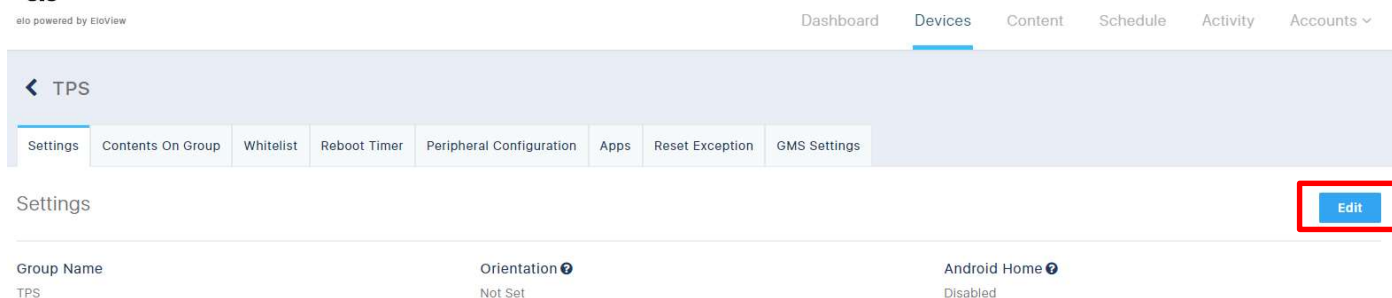 elo
elo powered by EloView
Dashboard Devices Content Schedule Activity Accounts
TPS
Settings Contents On Group Whitelist Reboot Timer Peripheral Configuration Apps Reset Exception GMS Settings
Settings Edit
Group Name Orientation Android Home
TPS Not Set Disabled